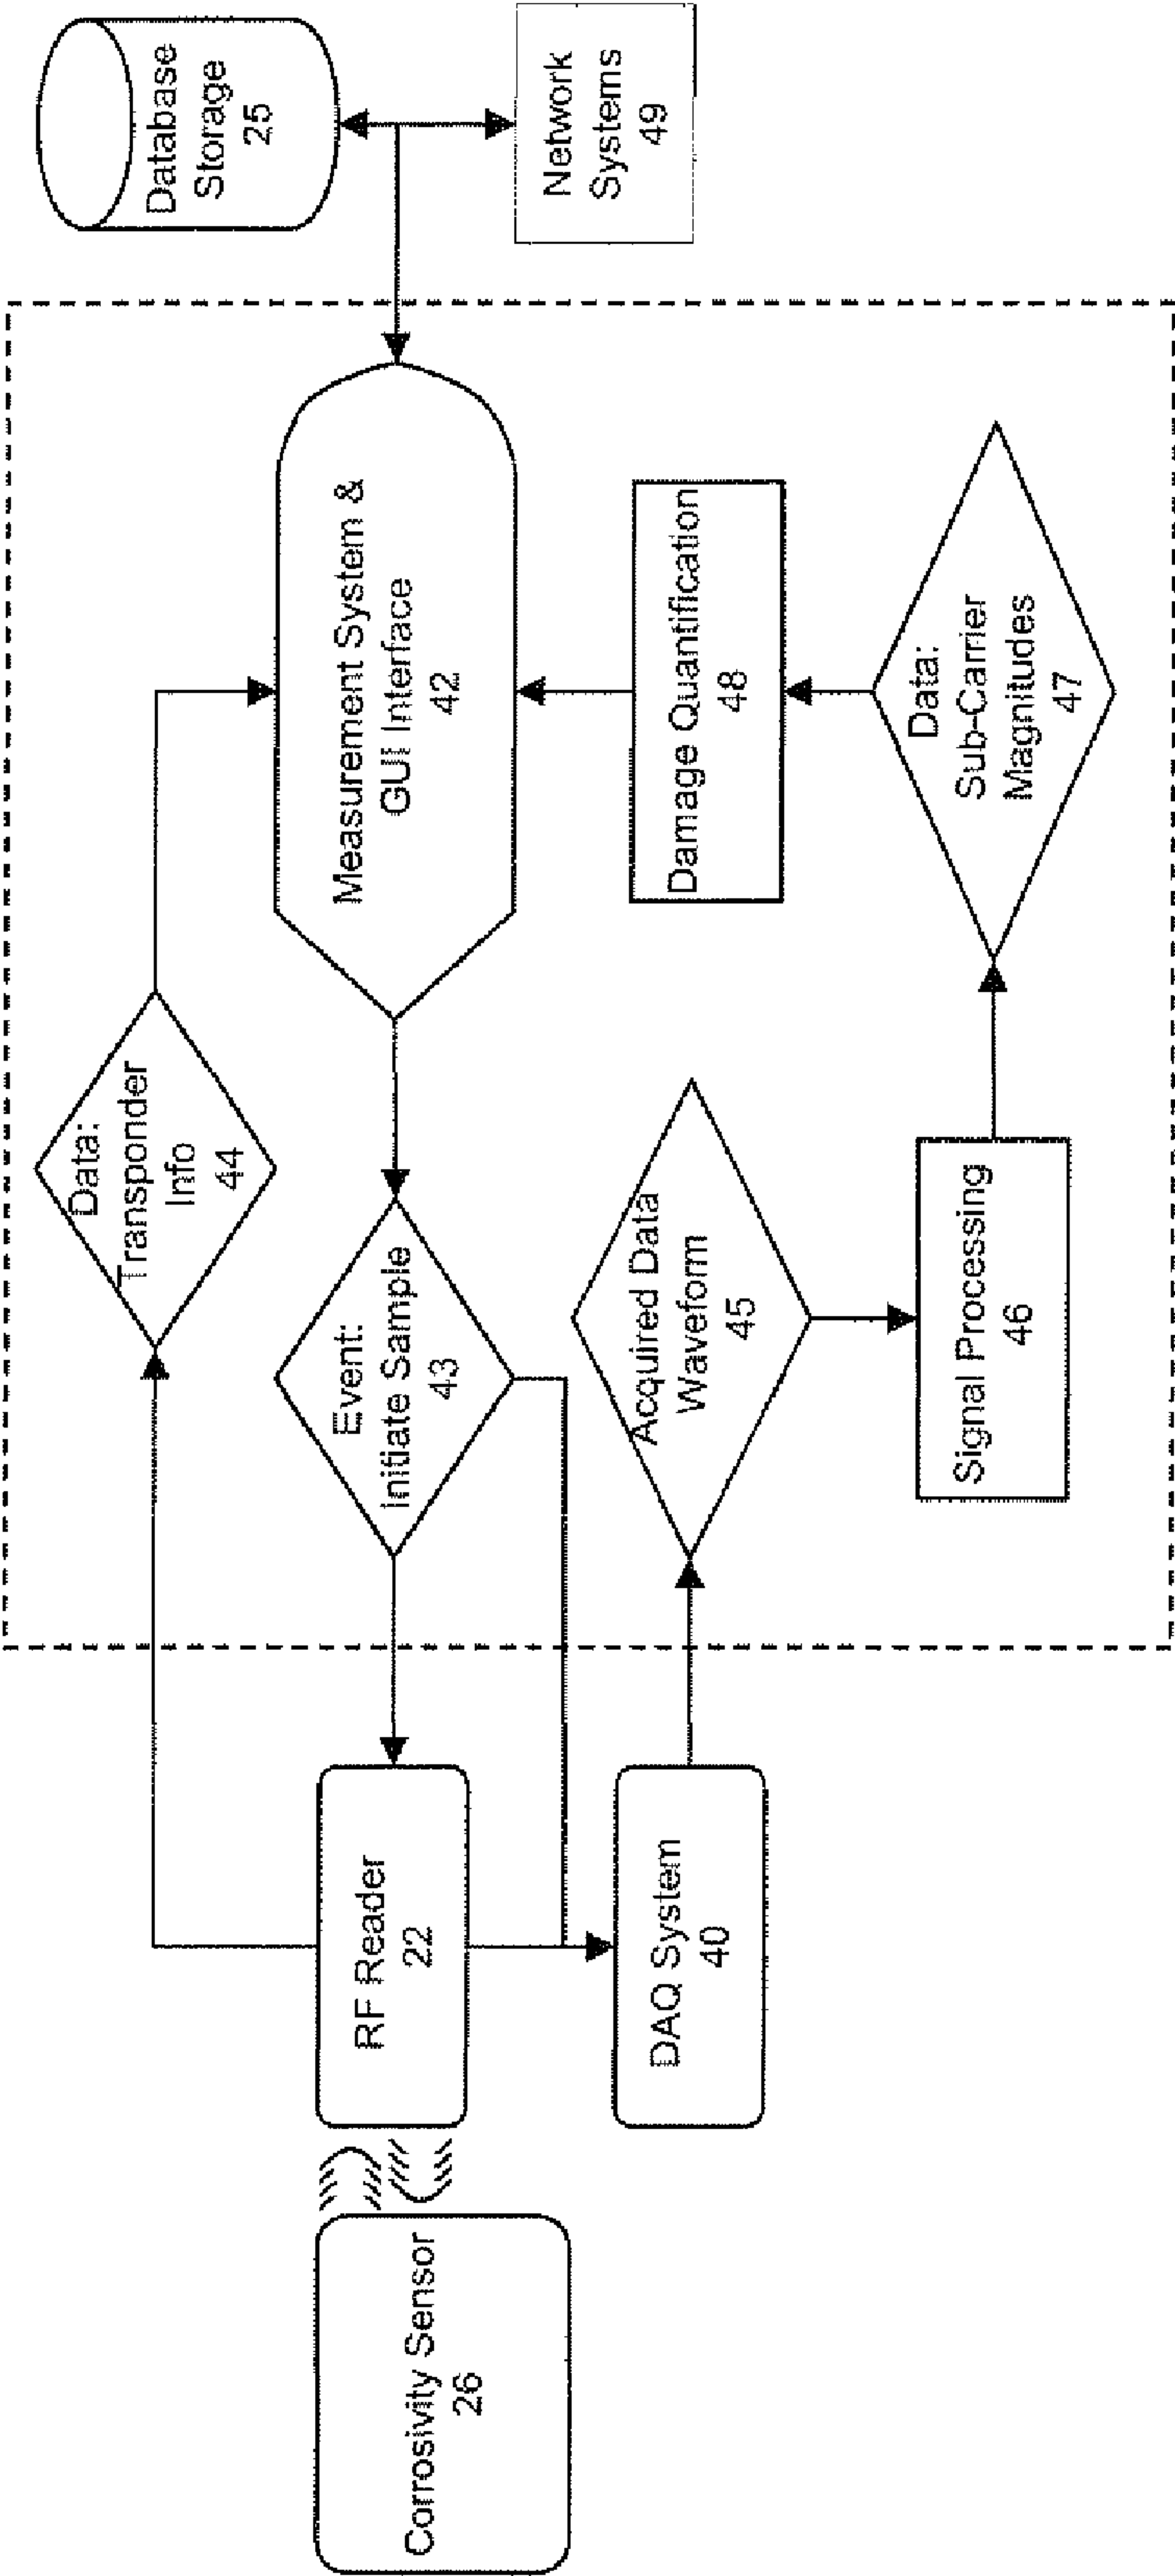 Corrosivity Sensor
26
RF Reader
22
DAQ System
40
Data:
Transponder
Info
44
Event:
Initiate Sample
43
Acquired Data
Waveform
45
Signal Processing
46
Measurement System &
GUI Interface
42
Damage Quantification
48
Data:
Sub-Carrier
Magnitudes
47
Database
Storage
25
Network
Systems
49